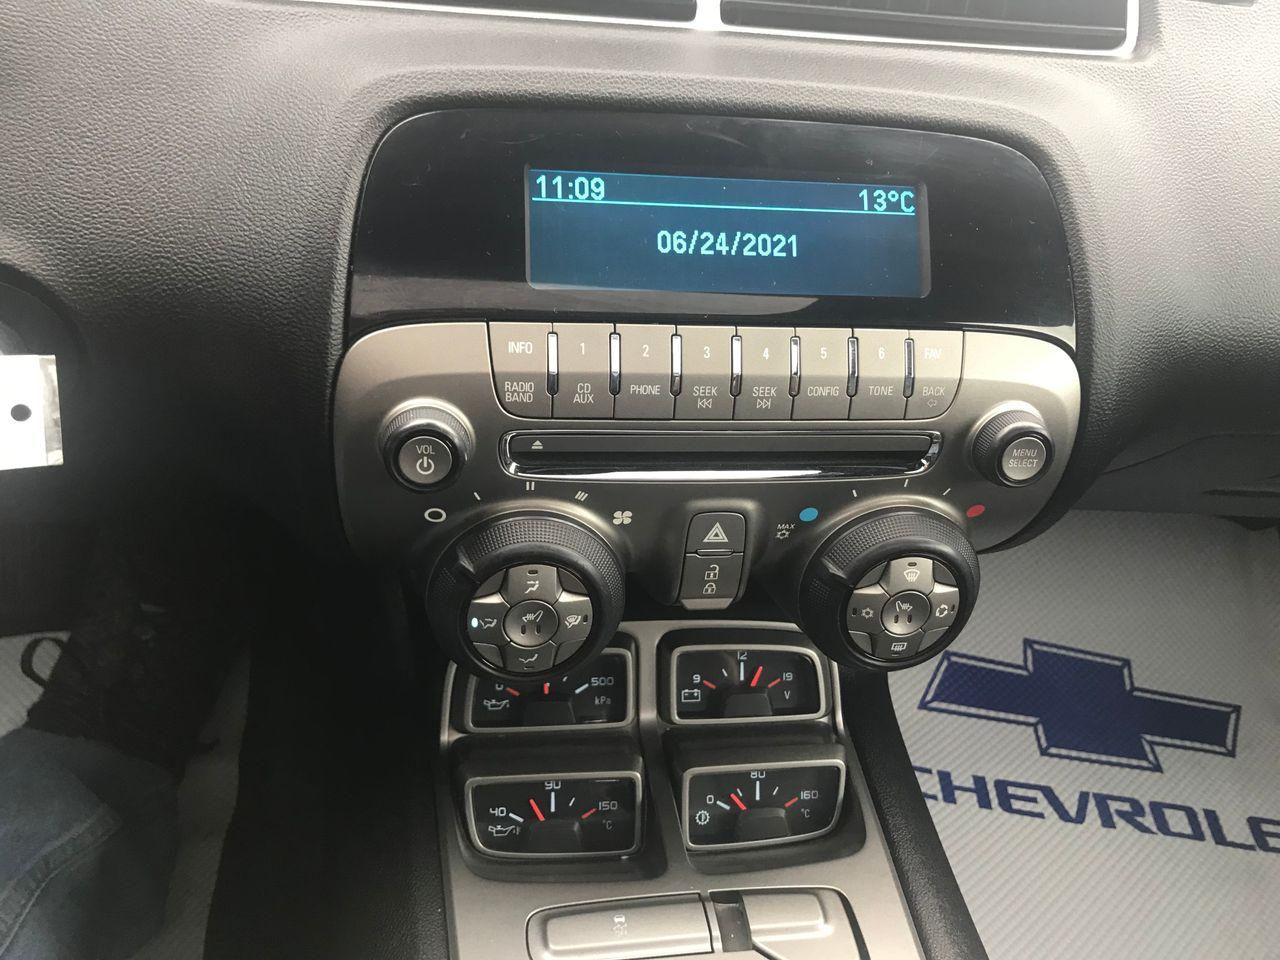 11:09
13°C
06/24/2021
INFO
1
2
3
4
5
6
FAV
RADIO
BAND
CD
AUX
PHONE
SEEK
SEEK
CONFIG
TONE
BACK
VOL
MENU
SELECT
MAX
0
500
kPa
9
12
19
V
40
90
150
°C
0
80
160
°C
CHEVROLE